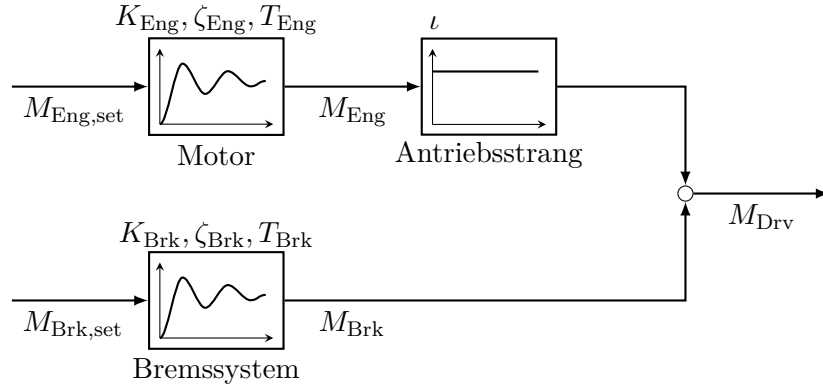 K_Eng, ζ_Eng, T_Eng
ι
M_Eng,set
M_Eng
Motor
Antriebsstrang
M_Drv
K_Brk, ζ_Brk, T_Brk
M_Brk,set
M_Brk
Bremssystem